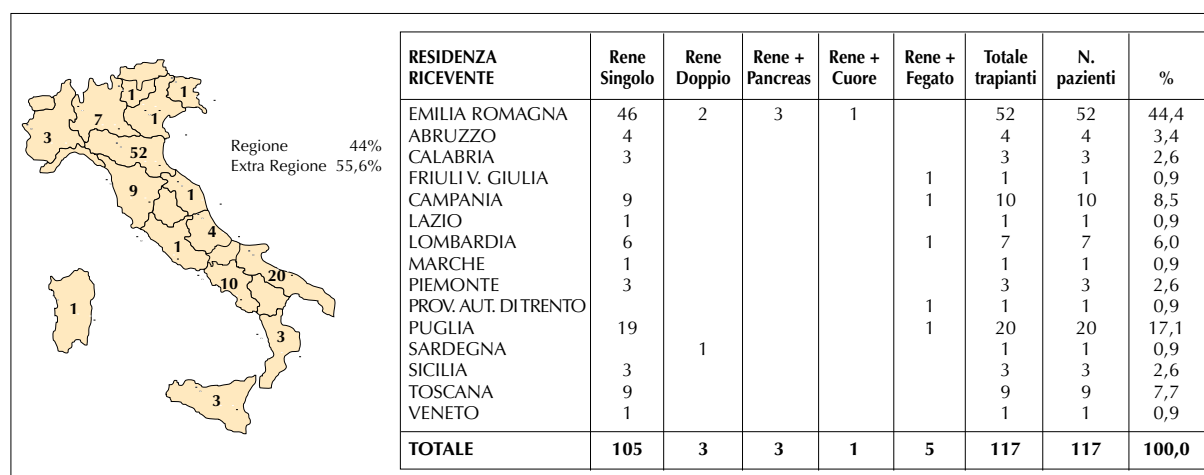 1
1
7
1
3
52
Regione 44%
Extra Regione 55,6%
9
1
4
1
20
10
1
3
3
RESIDENZA RICEVENTE Rene Singolo Rene Doppio Rene + Pancreas Rene + Cuore Rene + Fegato Totale trapianti N. pazienti %
EMILIA ROMAGNA 46 2 3 1 52 52 44,4
ABRUZZO 4 4 4 3,4
CALABRIA 3 3 3 2,6
FRIULI V. GIULIA 1 1 1 0,9
CAMPANIA 9 1 10 10 8,5
LAZIO 1 1 1 0,9
LOMBARDIA 6 1 7 7 6,0
MARCHE 1 1 1 0,9
PIEMONTE 3 3 3 2,6
PROV. AUT. DI TRENTO 1 1 1 0,9
PUGLIA 19 1 20 20 17,1
SARDEGNA 1 1 1 0,9
SICILIA 3 3 3 2,6
TOSCANA 9 9 9 7,7
VENETO 1 1 1 0,9
TOTALE 105 3 3 1 5 117 117 100,0